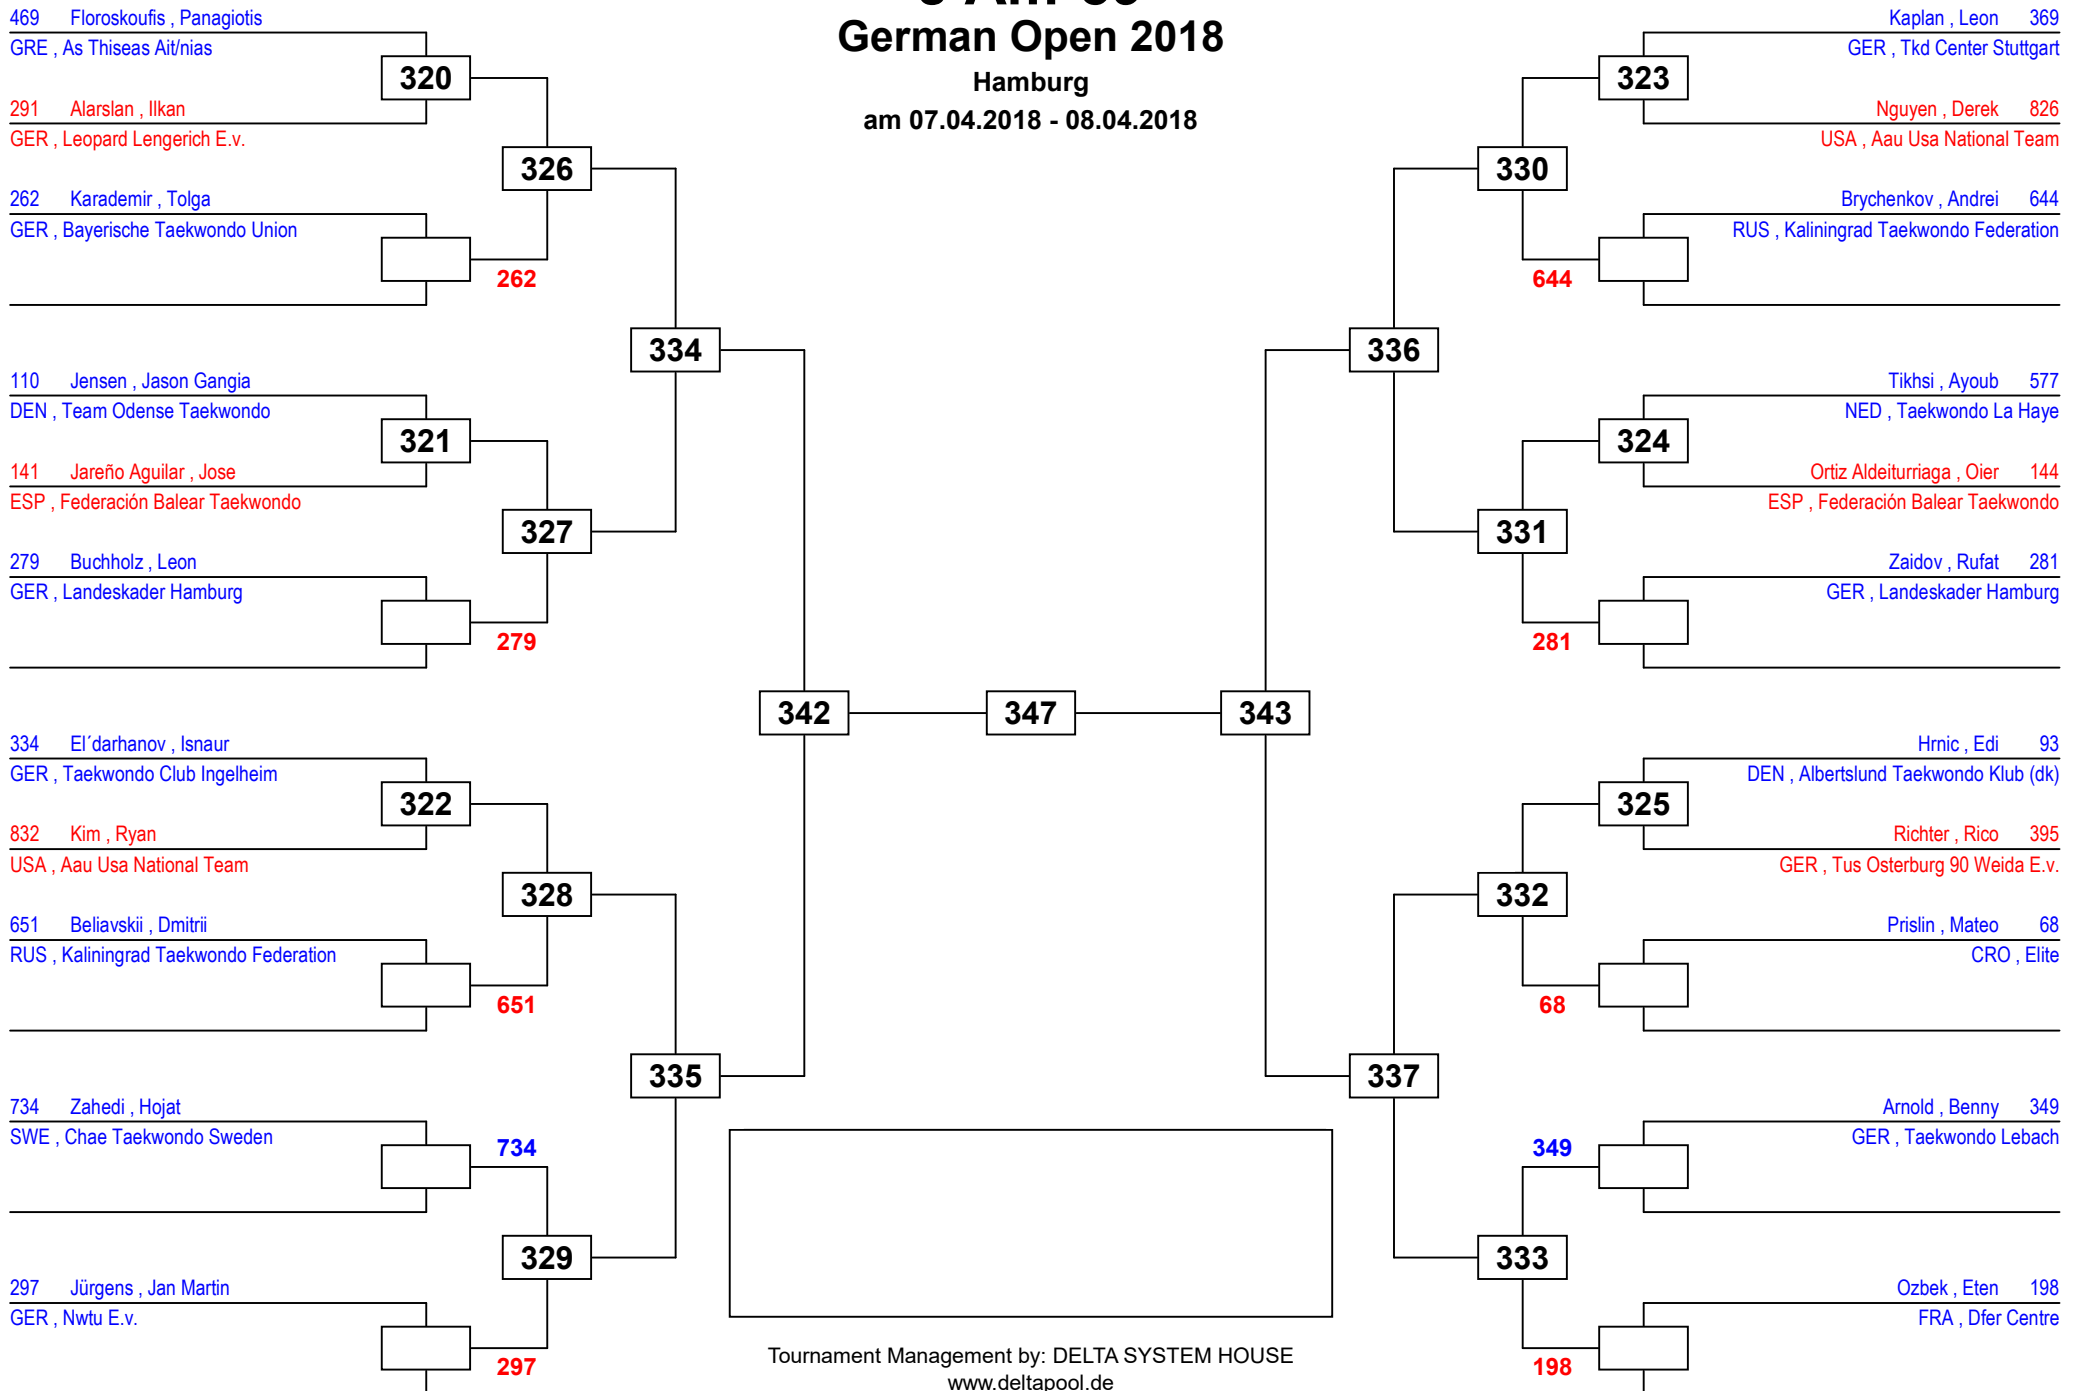 German Open 2018
Hamburg
am 07.04.2018 - 08.04.2018
469 Floroskoufis , Panagiotis
GRE , As Thiseas Ait/nias
320
291 Alarslan , Ilkan
GER , Leopard Lengerich E.v.
326
262 Karademir , Tolga
GER , Bayerische Taekwondo Union
262
334
110 Jensen , Jason Gangia
DEN , Team Odense Taekwondo
321
141 Jareño Aguilar , Jose
ESP , Federación Balear Taekwondo
327
279 Buchholz , Leon
GER , Landeskader Hamburg
279
342
347
343
334 El´darhanov , Isnaur
GER , Taekwondo Club Ingelheim
322
832 Kim , Ryan
USA , Aau Usa National Team
328
651 Beliavskii , Dmitrii
RUS , Kaliningrad Taekwondo Federation
651
335
734 Zahedi , Hojat
SWE , Chae Taekwondo Sweden
734
329
297 Jürgens , Jan Martin
GER , Nwtu E.v.
297
Kaplan , Leon 369
GER , Tkd Center Stuttgart
323
Nguyen , Derek 826
USA , Aau Usa National Team
330
Brychenkov , Andrei 644
RUS , Kaliningrad Taekwondo Federation
644
336
Tikhsi , Ayoub 577
NED , Taekwondo La Haye
324
Ortiz Aldeiturriaga , Oier 144
ESP , Federación Balear Taekwondo
331
Zaidov , Rufat 281
GER , Landeskader Hamburg
281
Hrnic , Edi 93
DEN , Albertslund Taekwondo Klub (dk)
325
Richter , Rico 395
GER , Tus Osterburg 90 Weida E.v.
332
Prislin , Mateo 68
CRO , Elite
68
337
Arnold , Benny 349
GER , Taekwondo Lebach
349
333
Ozbek , Eten 198
FRA , Dfer Centre
198
Tournament Management by: DELTA SYSTEM HOUSE
www.deltapool.de